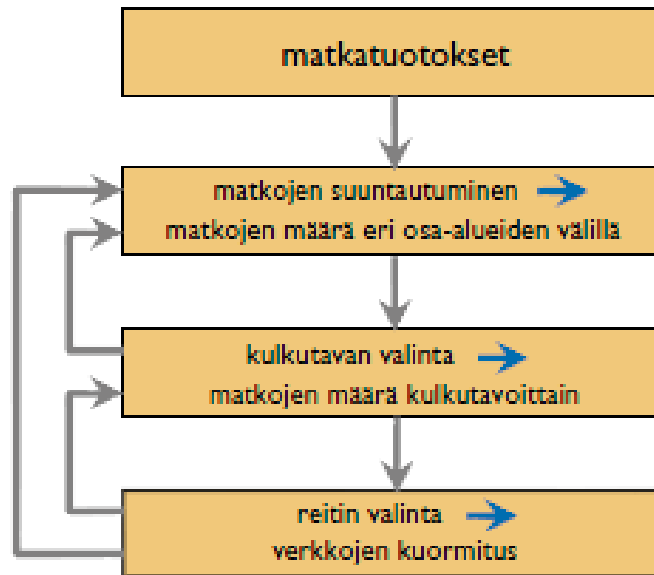 matkatuotokset
matkojen suuntautuminen
matkojen määrä eri osa-alueiden välillä
kulkutavan valinta
matkojen määrä kulkutavoittain
reitin valinta
verkkojen kuormitus